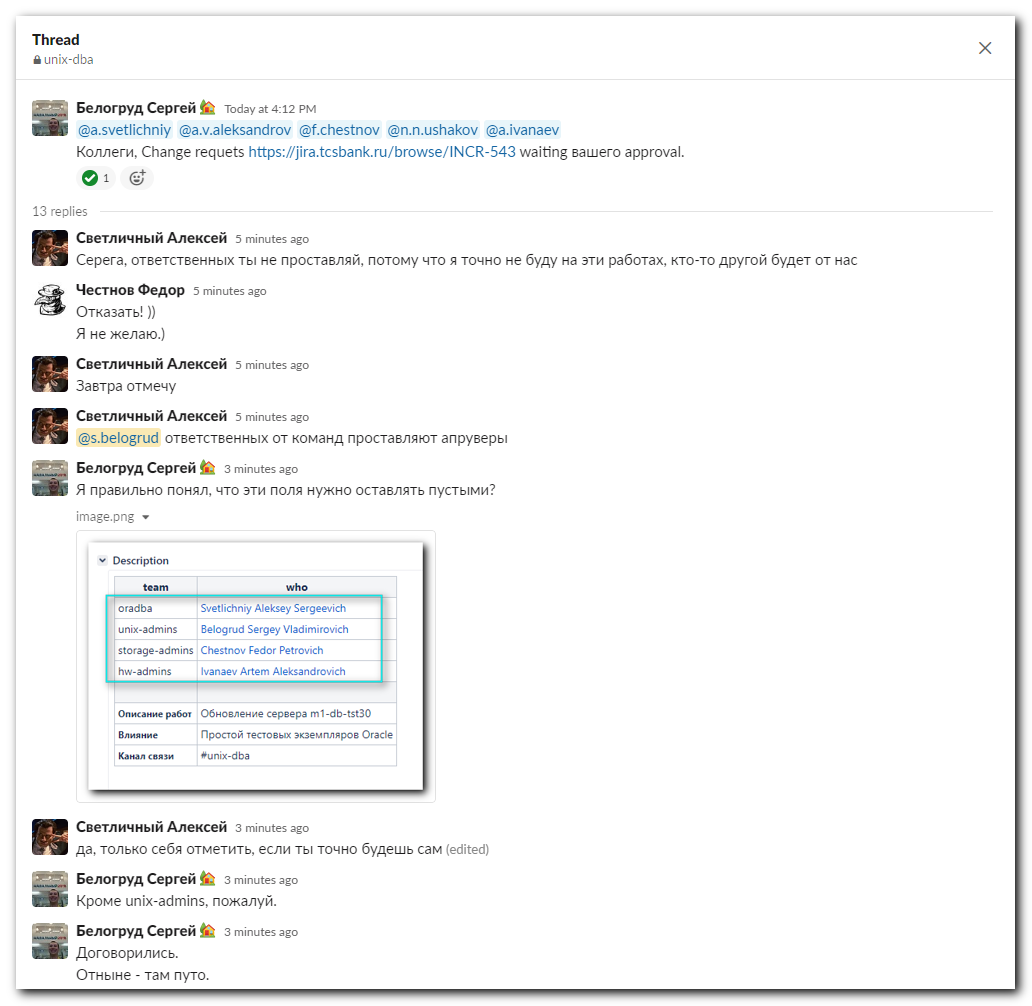 Thread
unix-dba
Белогруд Сергей Today at 4:12 PM
@a.svetlichniy @a.v.aleksandrov @f.chestnov @n.n.ushakov @a.ivanaev
Коллеги, Change requets https://jira.tcsbank.ru/browse/INCR-543 waiting вашего approval.
1
13 replies
Светличный Алексей 5 minutes ago
Серега, ответственных ты не проставляй, потому что я точно не буду на эти работах, кто-то другой будет от нас
Честнов Федор 5 minutes ago
Отказать! ))
Я не желаю.)
Светличный Алексей 5 minutes ago
Завтра отмечу
Светличный Алексей 5 minutes ago
@s.belogrud ответственных от команд проставляют апруверы
Белогруд Сергей 3 minutes ago
Я правильно понял, что эти поля нужно оставлять пустыми?
image.png
Description
team who
oradba Svetlichniy Aleksey Sergeevich
unix-admins Belogrud Sergey Vladimirovich
storage-admins Chestnov Fedor Petrovich
hw-admins Ivanaev Artem Aleksandrovich
Описание работ Обновление сервера m1-db-tst30
Влияние Простой тестовых экземпляров Oracle
Канал связи #unix-dba
Светличный Алексей 3 minutes ago
да, только себя отметить, если ты точно будешь сам (edited)
Белогруд Сергей 3 minutes ago
Кроме unix-admins, пожалуй.
Белогруд Сергей 3 minutes ago
Договорились.
Отныне - там путо.